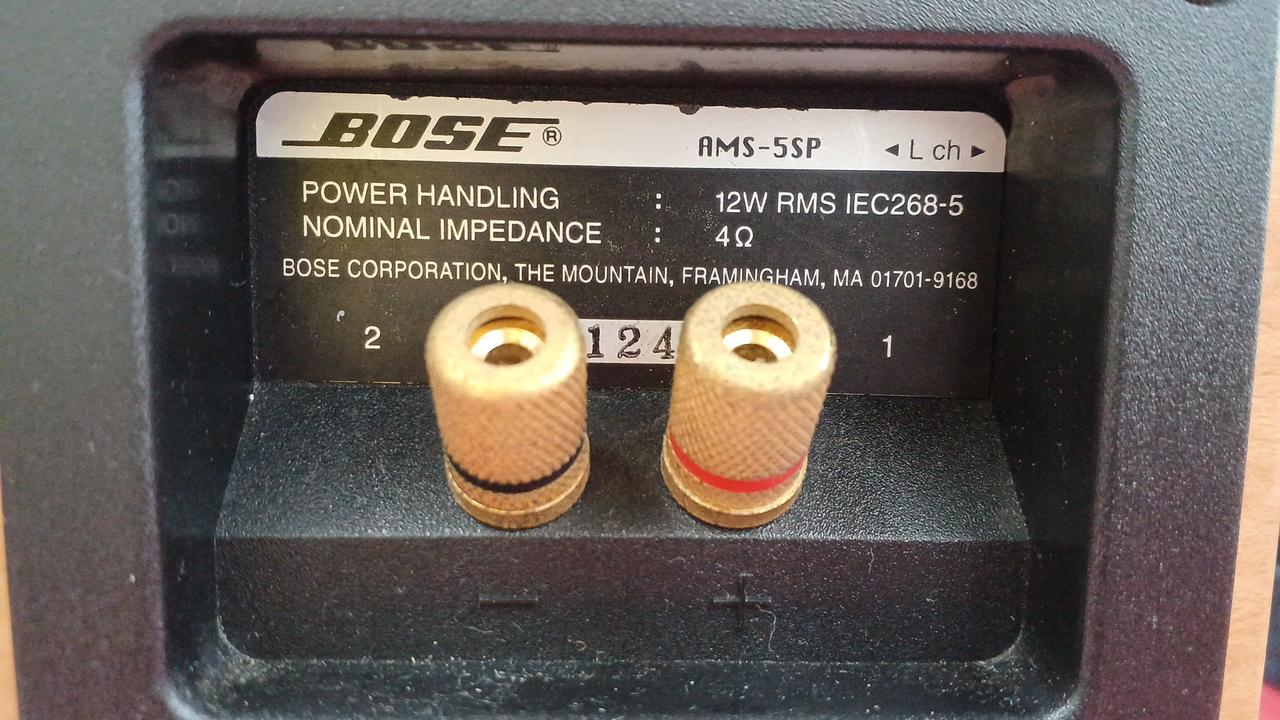 BOSE®
AMS-5SP
◄ L ch ►
POWER HANDLING : 12W RMS IEC268-5
NOMINAL IMPEDANCE : 4Ω
BOSE CORPORATION, THE MOUNTAIN, FRAMINGHAM, MA 01701-9168
2 124 1
− +